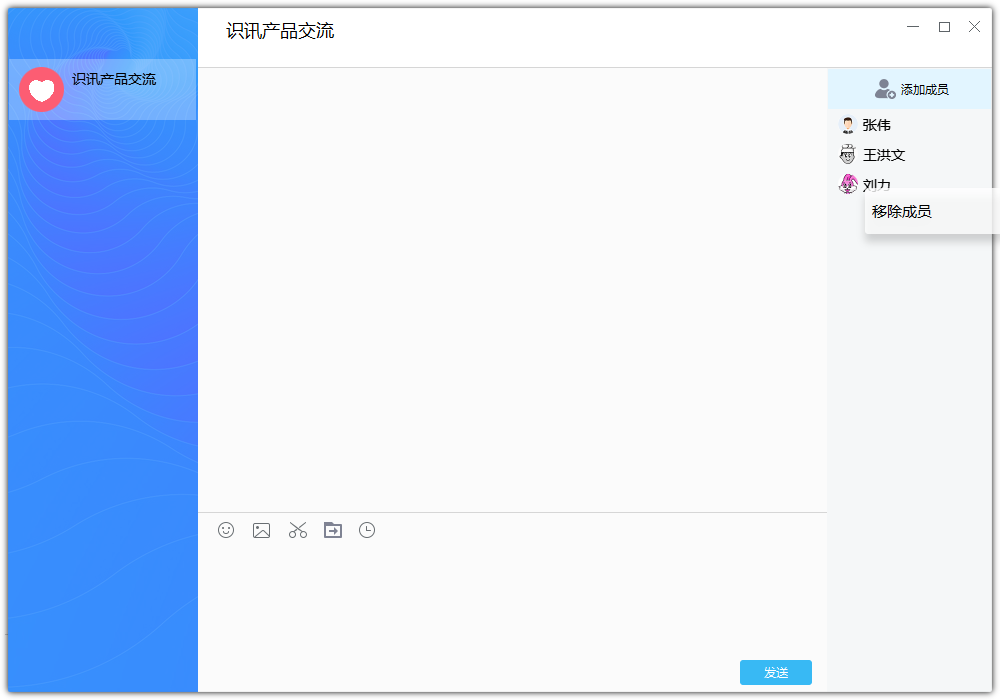 识讯产品交流
识讯产品交流
添加成员
张伟
王洪文
刘力
移除成员
发送